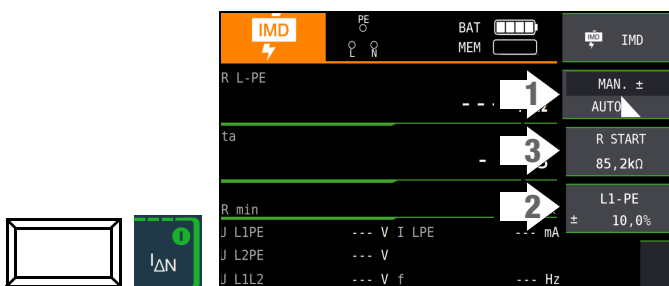 IMD
PE
L N
BAT
MEM
IMD
R L-PE
---
1
MAN. ±
AUTO
ta
-
3
R START
85,2kΩ
R min
2
L1-PE
± 10,0%
U L1PE --- V I LPE --- mA
U L2PE --- V
U L1L2 --- V f --- Hz
I
IΔN